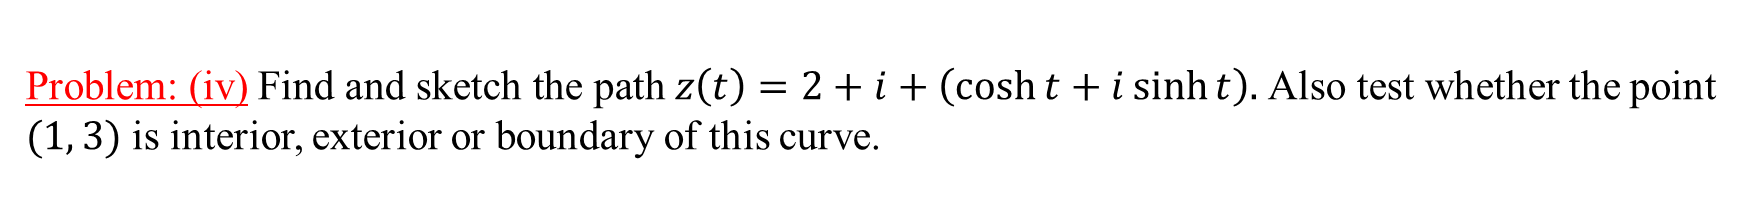 Problem: (iv) Find and sketch the path z(t) = 2 + i + (cosh t + i sinh t). Also test whether the point
(1, 3) is interior, exterior or boundary of this curve.